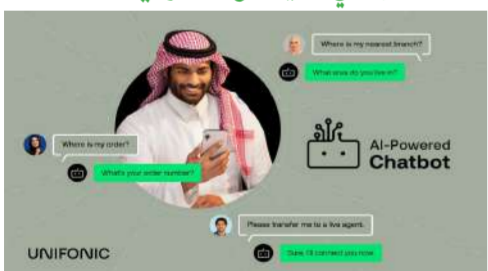 Where is my nearest branch?
What area do you live in?
Where is my order?
What's your order number?
AI-Powered
Chatbot
Please transfer me to a live agent.
Sure, I'll connect you now.
UNIFONIC